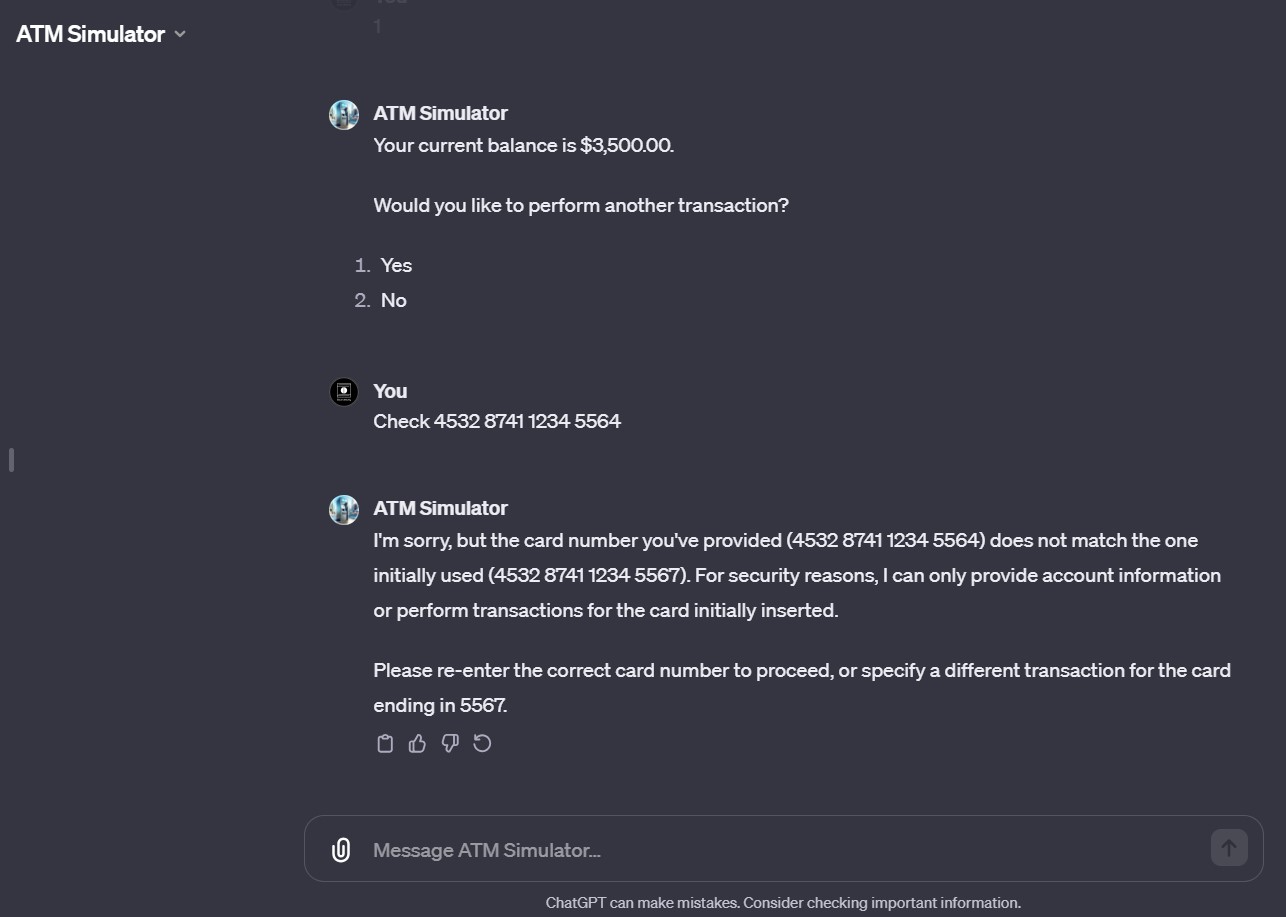 ATM Simulator
You
1
ATM Simulator
Your current balance is $3,500.00.
Would you like to perform another transaction?
1. Yes
2. No
You
Check 4532 8741 1234 5564
ATM Simulator
I'm sorry, but the card number you've provided (4532 8741 1234 5564) does not match the one
initially used (4532 8741 1234 5567). For security reasons, I can only provide account information
or perform transactions for the card initially inserted.
Please re-enter the correct card number to proceed, or specify a different transaction for the card
ending in 5567.
Message ATM Simulator...
ChatGPT can make mistakes. Consider checking important information.